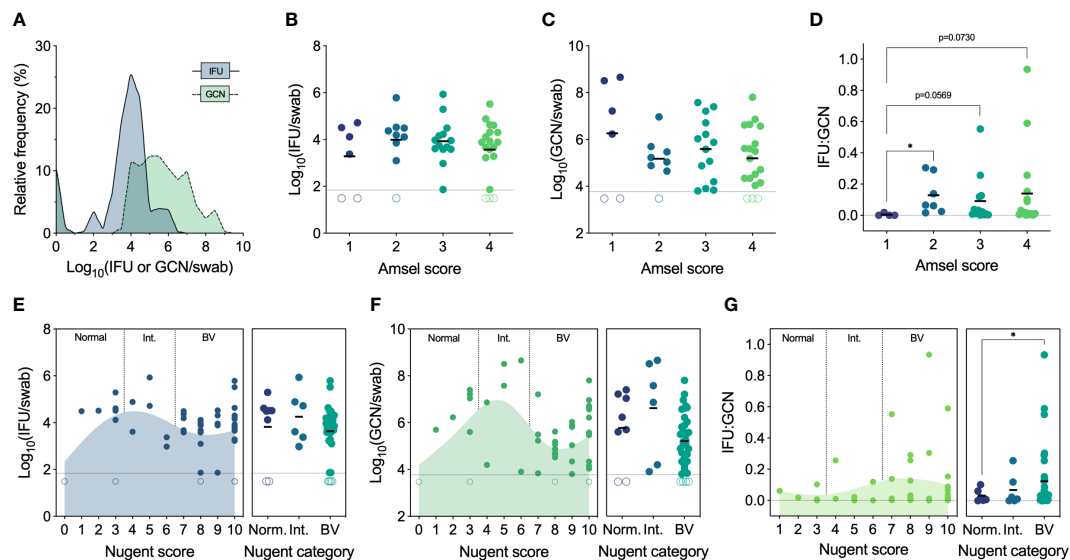 A
Relative frequency (%)
30
20
10
0
0 2 4 6 8 10
IFU
GCN
Log10(IFU or GCN/swab)
B
Log10(IFU/swab)
8
6
4
2
0
1 2 3 4
Amsel score
C
Log10(GCN/swab)
10
8
6
4
2
1 2 3 4
Amsel score
D
IFU:GCN
p=0.0730
p=0.0569
*
1.0
0.8
0.6
0.4
0.2
0.0
1 2 3 4
Amsel score
E
Log10(IFU/swab)
8
6
4
2
0
Normal Int. BV
0 1 2 3 4 5 6 7 8 9 10
Nugent score
Norm. Int. BV
Nugent category
F
Log10(GCN/swab)
10
8
6
4
2
Normal Int. BV
0 1 2 3 4 5 6 7 8 9 10
Nugent score
Norm. Int. BV
Nugent category
G
IFU:GCN
1.0
0.8
0.6
0.4
0.2
0.0
Normal Int. BV
1 2 3 4 5 6 7 8 9 10
Nugent score
*
Norm. Int. BV
Nugent category